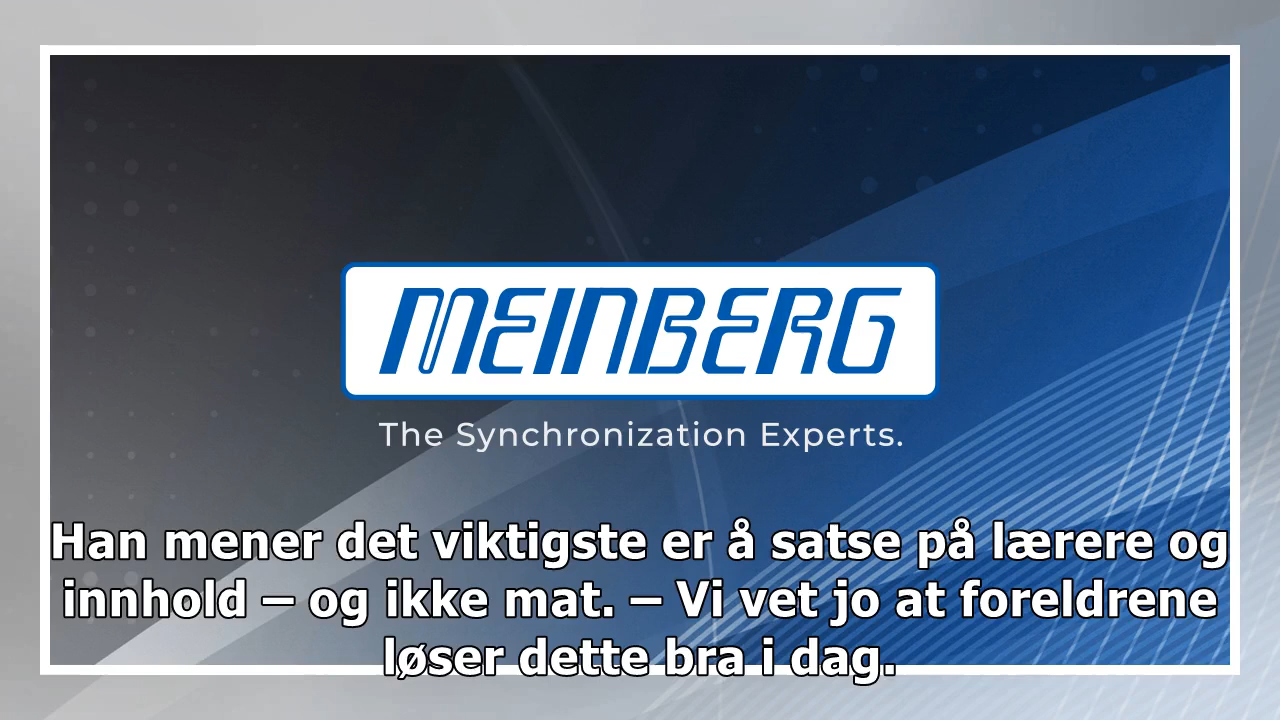 MEINBERG
The Synchronization Experts.
Han mener det viktigste er å satse på lærere og
innhold – og ikke mat. – Vi vet jo at foreldrene
løser dette bra i dag.